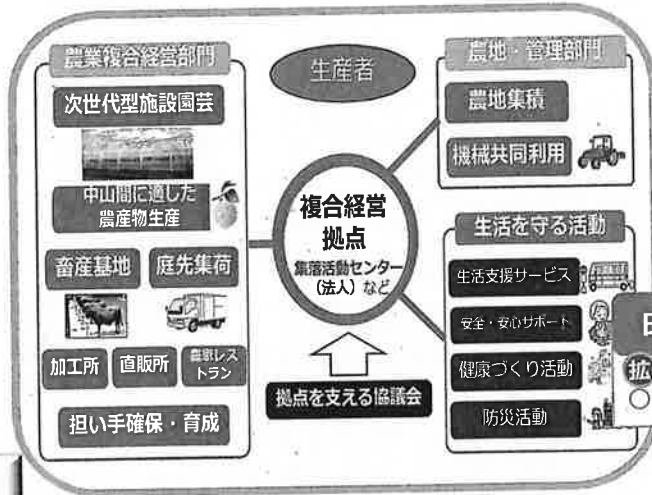 農業複合経営部門
次世代型施設園芸
中山間に適した
農産物生産
畜産基地
庭先集荷
加工所
直販所
農家レス
トラン
担い手確保・育成
生産者
複合経営
拠点
集落活動センター
（法人）など
拠点を支える協議会
農地・管理部門
農地集積
機械共同利用
生活を守る活動
生活支援サービス
安全・安心サポート
健康づくり活動
防災活動
拡